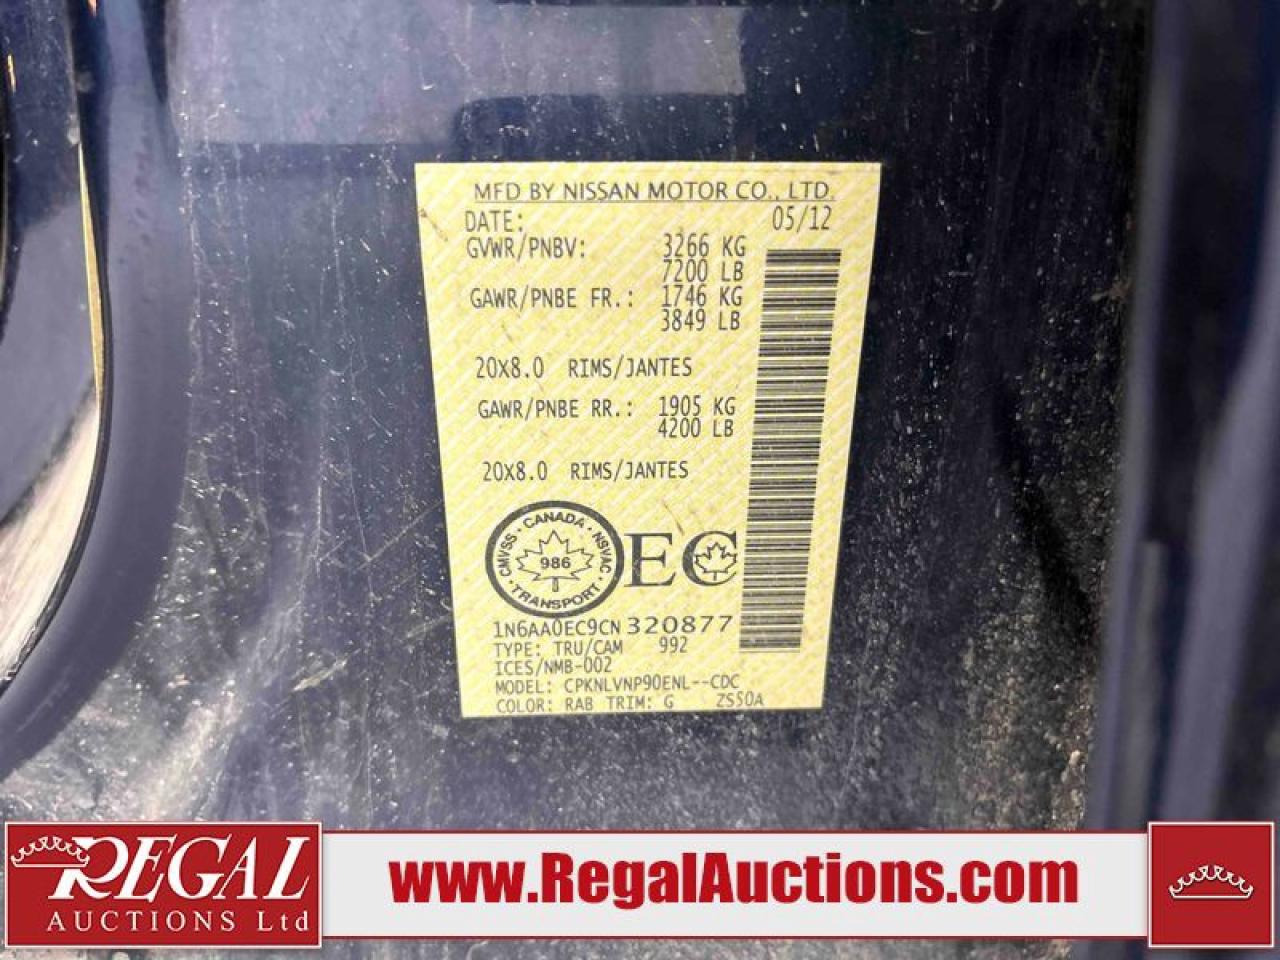 MFD BY NISSAN MOTOR CO., LTD.
DATE: 05/12
GVWR/PNBV: 3266 KG
7200 LB
GAWR/PNBE FR.: 1746 KG
3849 LB
20X8.0 RIMS/JANTES
GAWR/PNBE RR.: 1905 KG
4200 LB
20X8.0 RIMS/JANTES
CMVSS · CANADA · NSVAC · TRANSPORT ·
986
EC
1N6AA0EC9CN320877
TYPE: TRU/CAM 992
ICES/NMB-002
MODEL: CPKNLVNP90ENL--CDC
COLOR: RAB TRIM: G ZS50A
REGAL
AUCTIONS Ltd
www.RegalAuctions.com